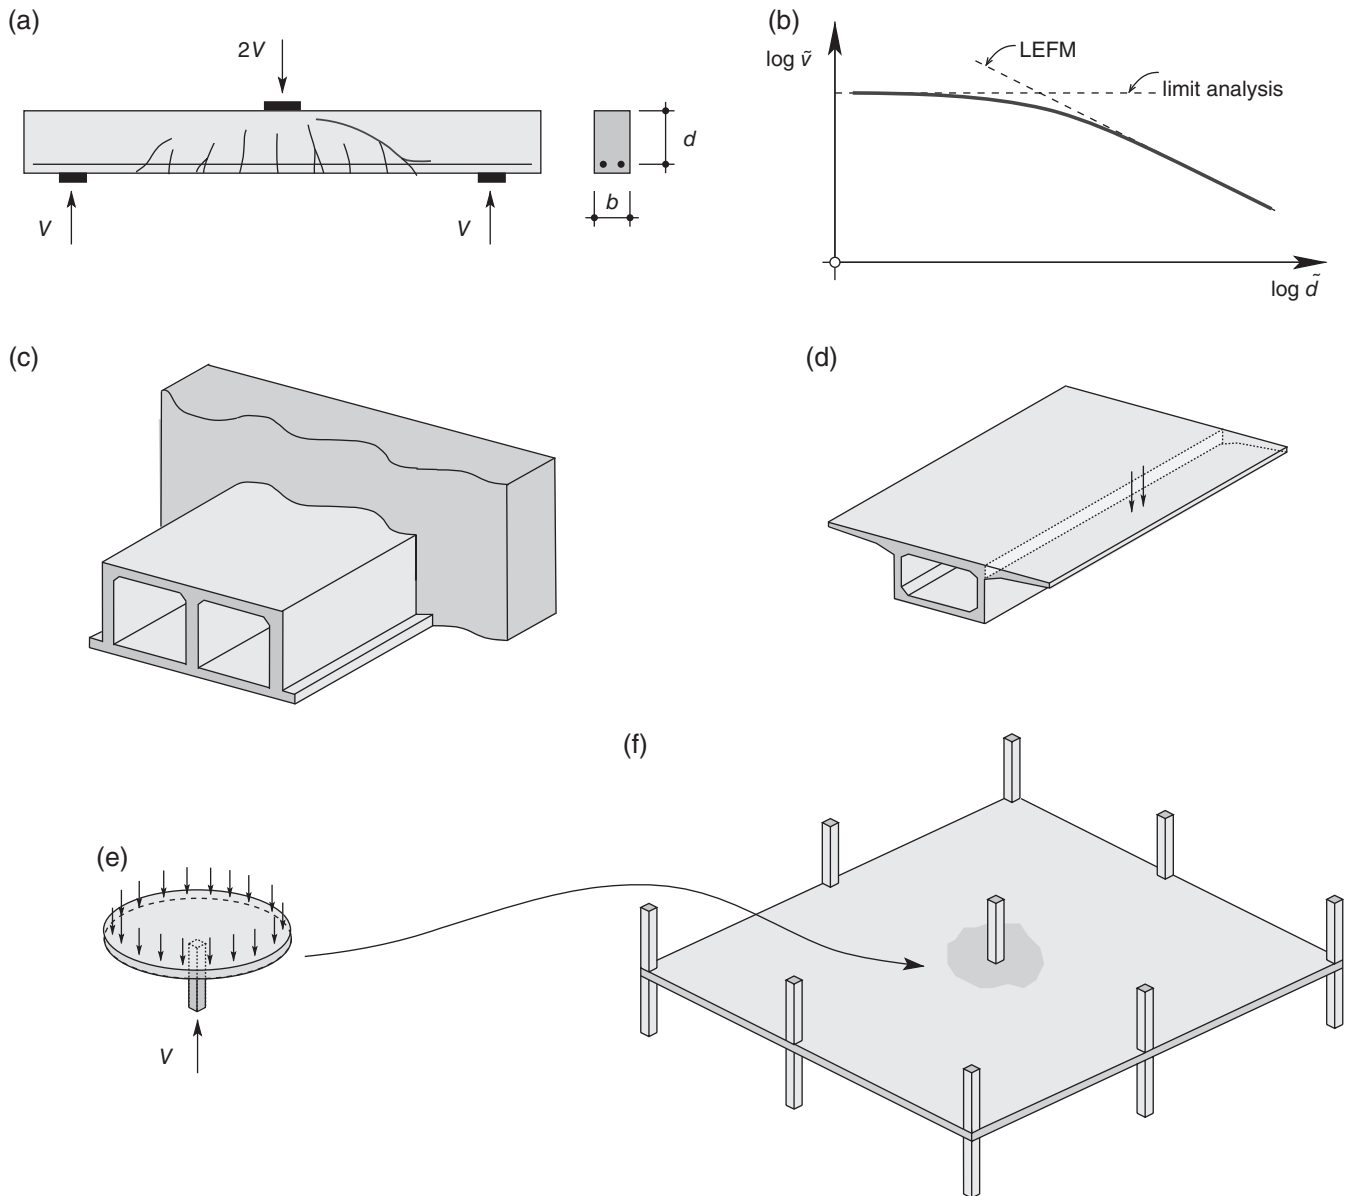 (a)
2V
d
b
V
V
(b)
log ṽ
LEFM
limit analysis
log d̃
(c)
(d)
(e)
V
(f)